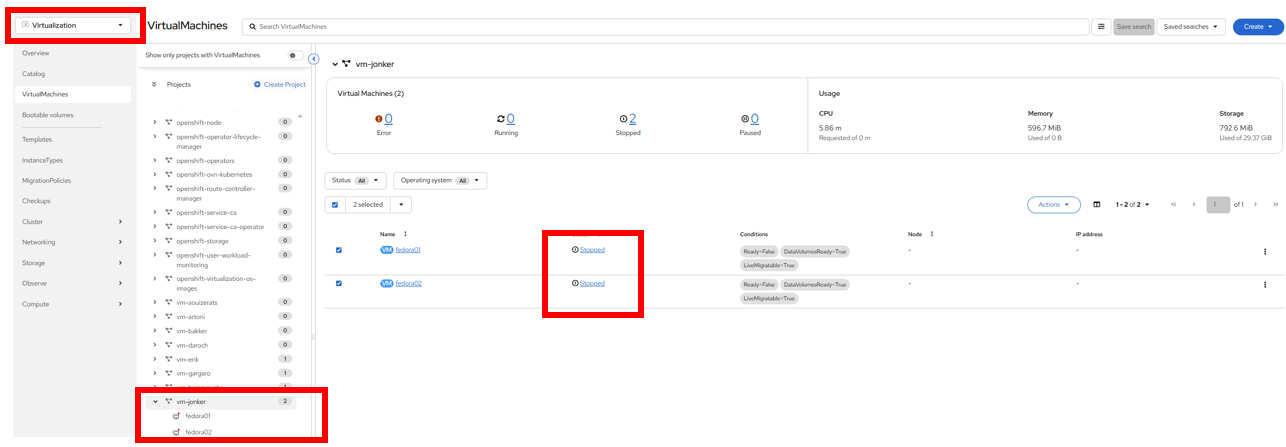 Virtualization
VirtualMachines
Search VirtualMachines
Save search
Saved searches
Create
Overview
Catalog
VirtualMachines
Bootable volumes
Templates
InstanceTypes
MigrationPolicies
Checkups
Cluster
Networking
Storage
Observe
Compute
Show only projects with VirtualMachines
Projects
Create Project
openshift-node 0
openshift-operator-lifecycle-
manager 0
openshift-operators 0
openshift-ovn-kubernetes 0
openshift-route-controller-
manager 0
openshift-service-ca 0
openshift-service-ca-operator 0
openshift-storage 0
openshift-user-workload-
monitoring 0
openshift-virtualization-os-
images 0
vm-aouizerats 0
vm-artoni 0
vm-bakker 0
vm-daroch 0
vm-erik 1
vm-gargaro 1
vm-jonker 2
fedora01
fedora02
vm-jonker
Virtual Machines (2)
0 0 2 0
Error Running Stopped Paused
Usage
CPU Memory Storage
5.86 m 596.7 MiB 792.6 MiB
Requested of 0 m Used of 0 B Used of 29.37 GiB
Status All
Operating system All
2 selected
Actions
1 - 2 of 2
1 of 1
Name Conditions Node IP address
VM fedora01 Stopped Ready=False DataVolumesReady=True - -
LiveMigratable=True
VM fedora02 Stopped Ready=False DataVolumesReady=True - -
LiveMigratable=True